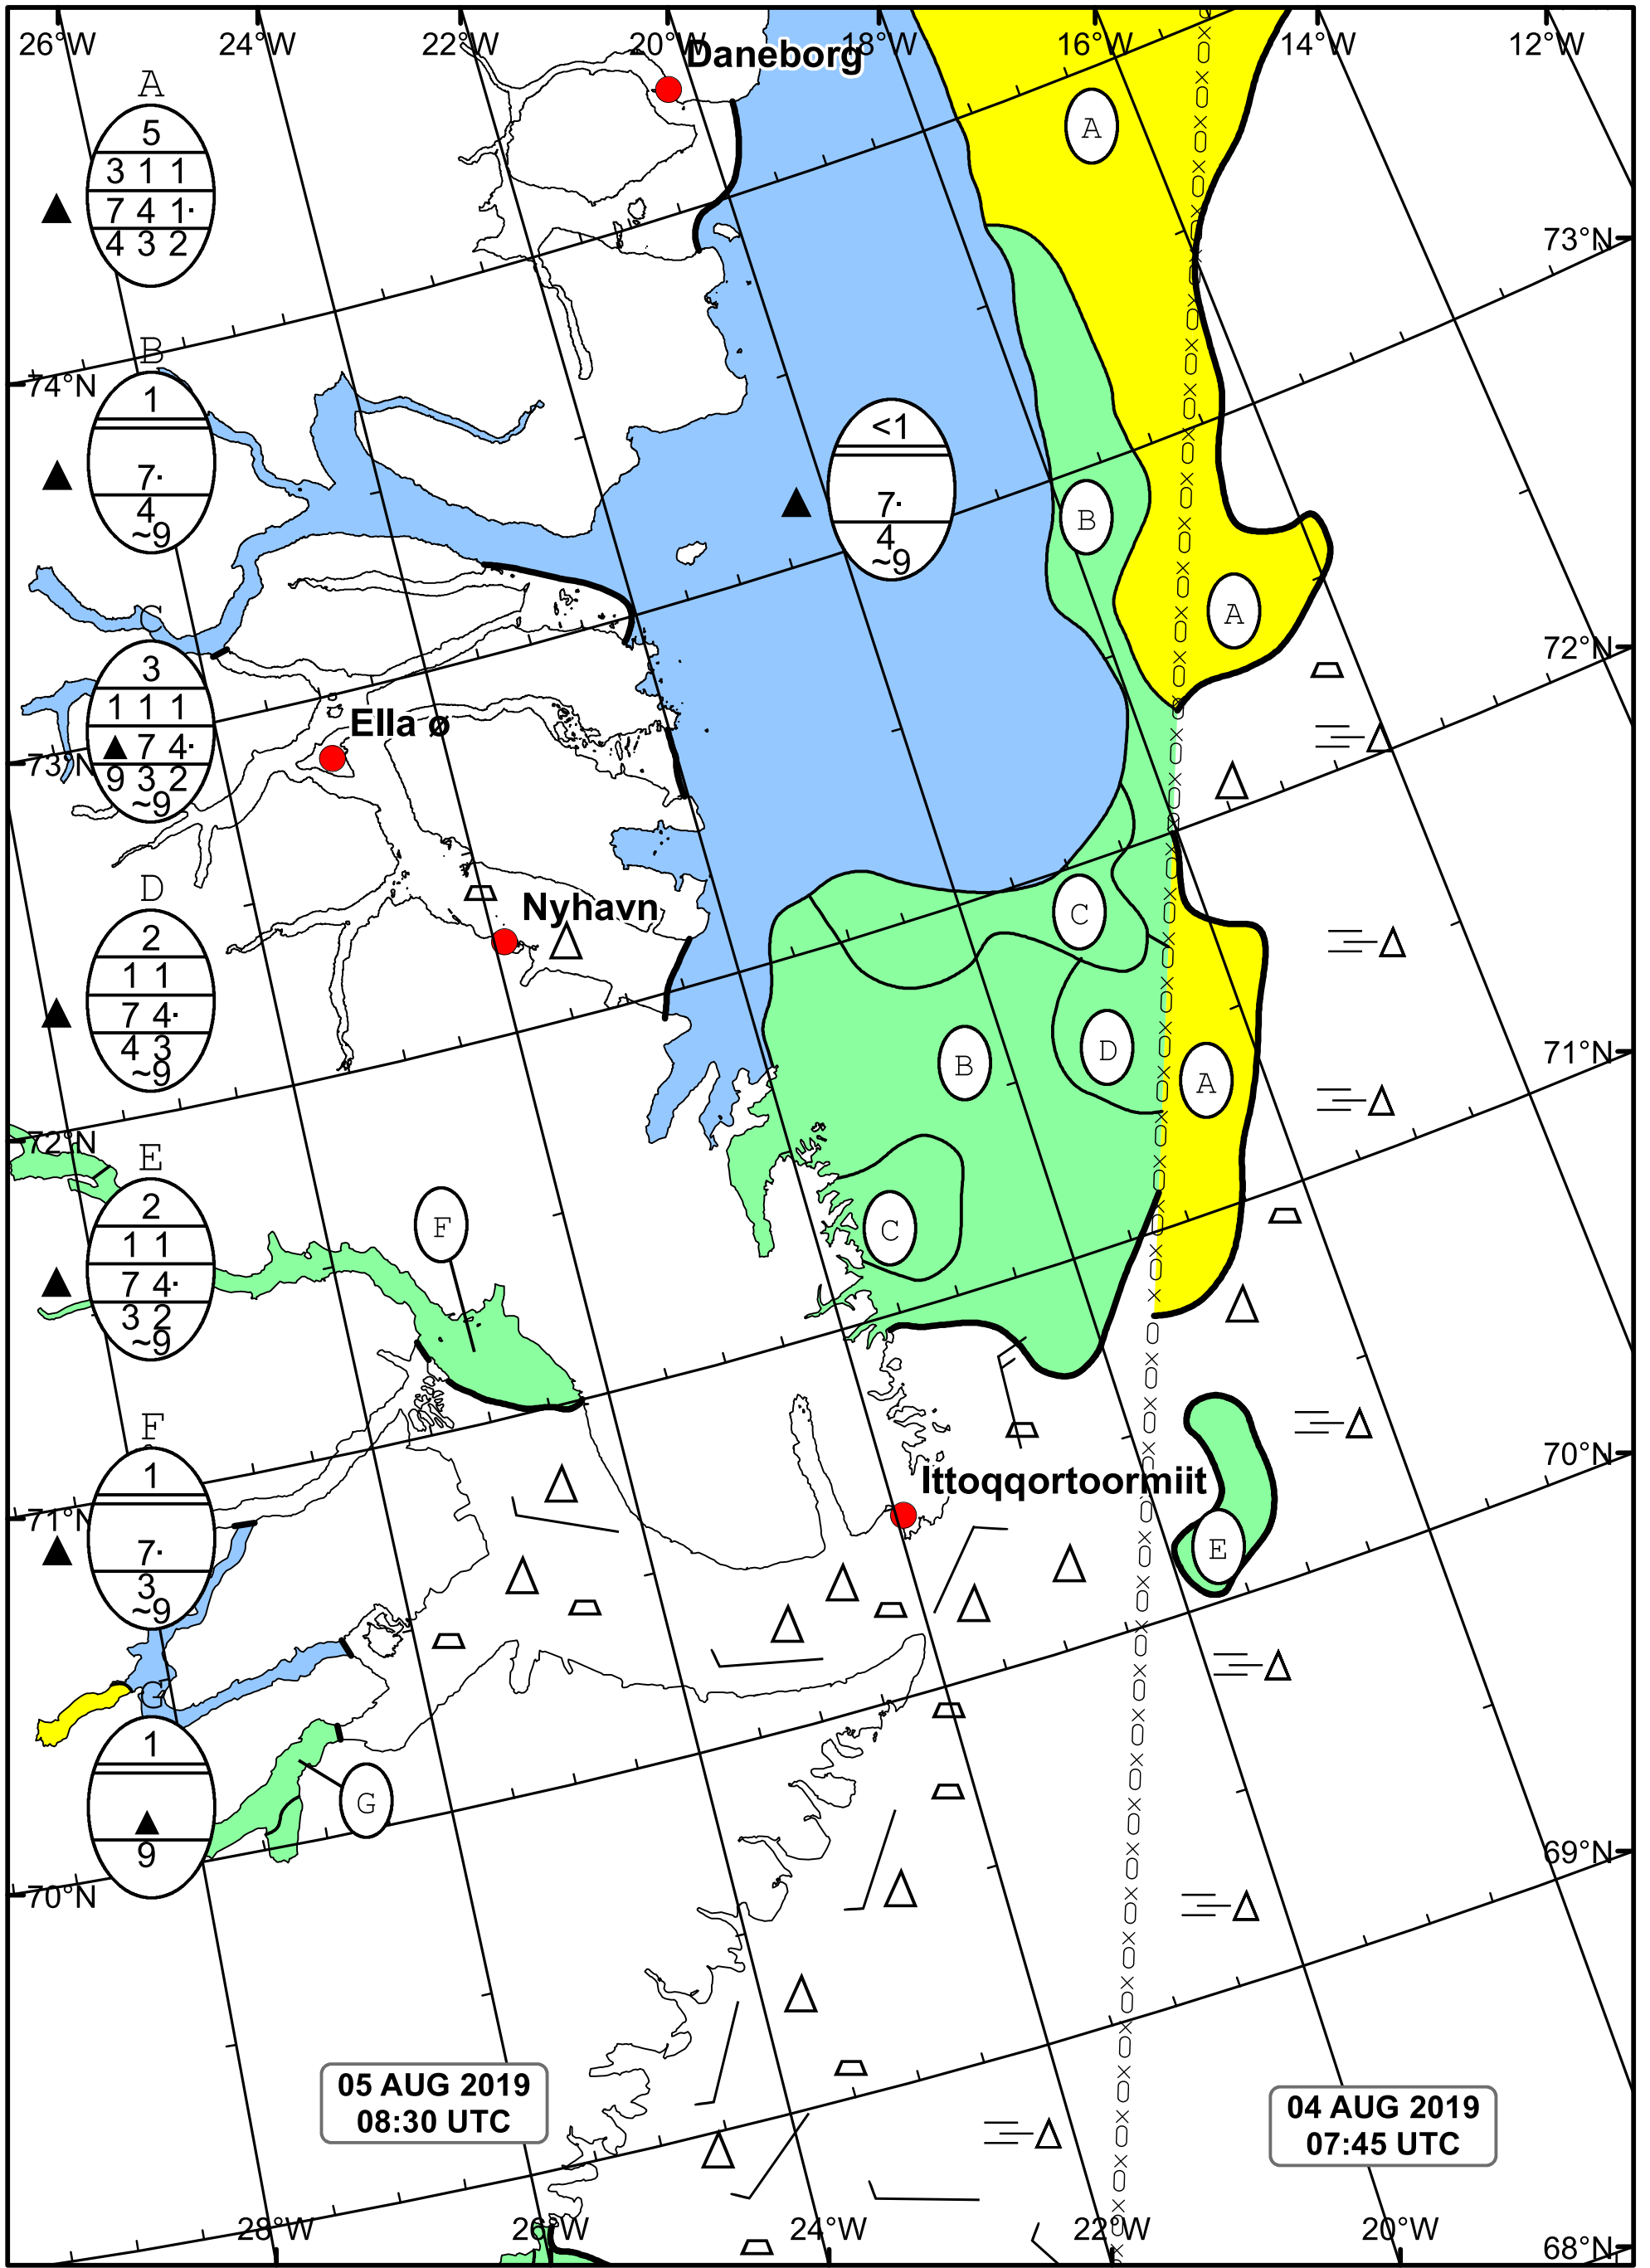 26°W 24°W 22°W 20°W 18°W 16°W 14°W 12°W
Daneborg
A
5
3 1 1
7 4 1·
4 3 2
A
73°N
74°N
B
1
7·
4
~9
<1
7·
4
~9
B
A
72°N
C
3
1 1 1
▲ 7 4·
9 3 2
~9
73°N
Ella ø
D
2
1 1
7 4·
4 3
~9
Nyhavn
C
B
D
A
71°N
72°N
E
2
1 1
7 4·
3 2
~9
F
C
70°N
F
1
7·
3
~9
71°N
Ittoqqortoormiit
E
G
1
▲
9
G
69°N
70°N
05 AUG 2019
08:30 UTC
04 AUG 2019
07:45 UTC
28°W 26°W 24°W 22°W 20°W
68°N